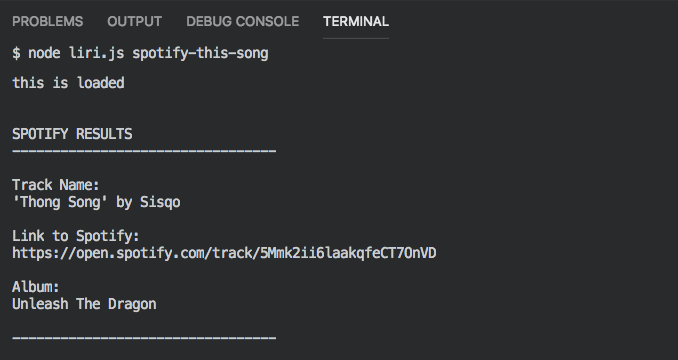 PROBLEMS OUTPUT DEBUG CONSOLE TERMINAL
$ node liri.js spotify-this-song
this is loaded
SPOTIFY RESULTS
---------------------------------
Track Name:
'Thong Song' by Sisqo
Link to Spotify:
https://open.spotify.com/track/5Mmk2ii6laakqfeCT7OnVD
Album:
Unleash The Dragon
---------------------------------